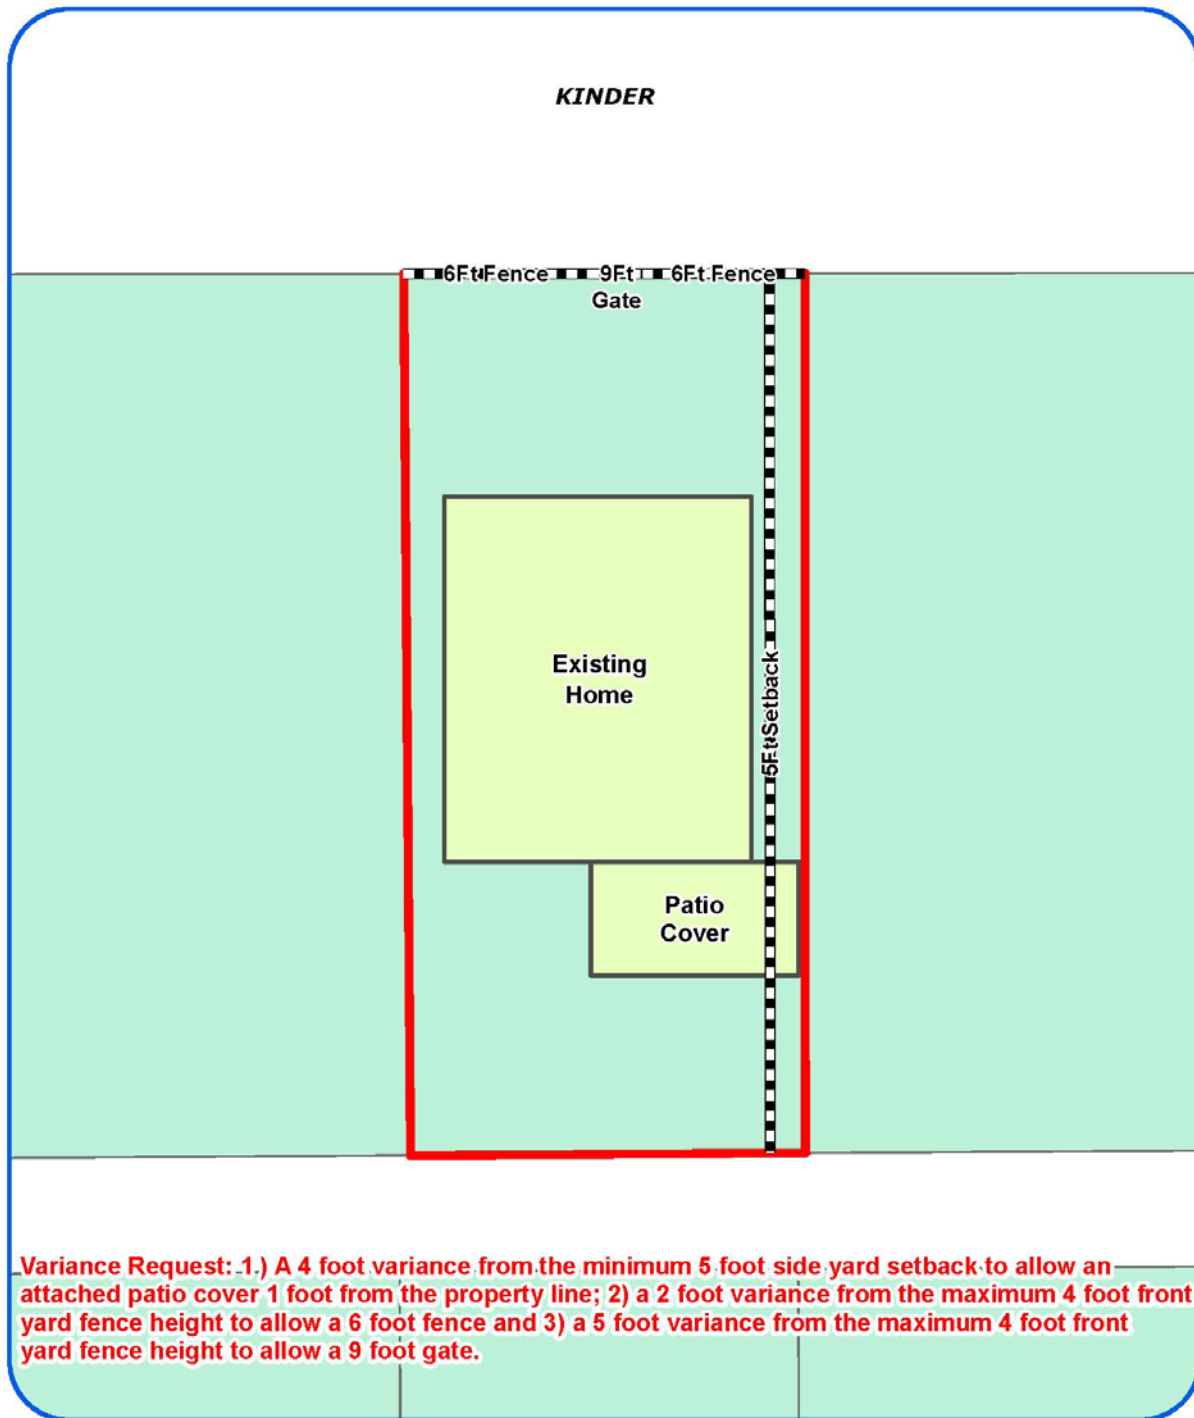 KINDER
6Ft Fence 9Ft 6Ft Fence
Gate
Existing
Home
5Ft Setback
Patio
Cover
Variance Request: 1.) A 4 foot variance from the minimum 5 foot side yard setback to allow an
attached patio cover 1 foot from the property line; 2) a 2 foot variance from the maximum 4 foot front
yard fence height to allow a 6 foot fence and 3) a 5 foot variance from the maximum 4 foot front
yard fence height to allow a 9 foot gate.